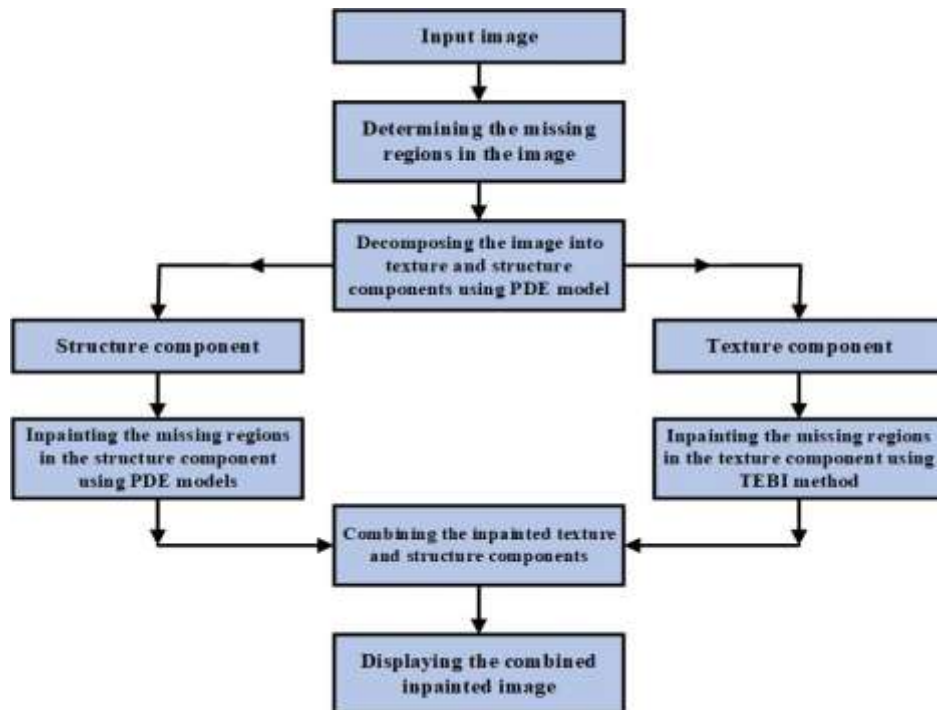 Input image
Determining the missing
regions in the image
Decomposing the image into
texture and structure
components using PDE model
Structure component
Texture component
Inpainting the missing regions
in the structure component
using PDE models
Inpainting the missing regions
in the texture component using
TEBI method
Combining the inpainted texture
and structure components
Displaying the combined
inpainted image